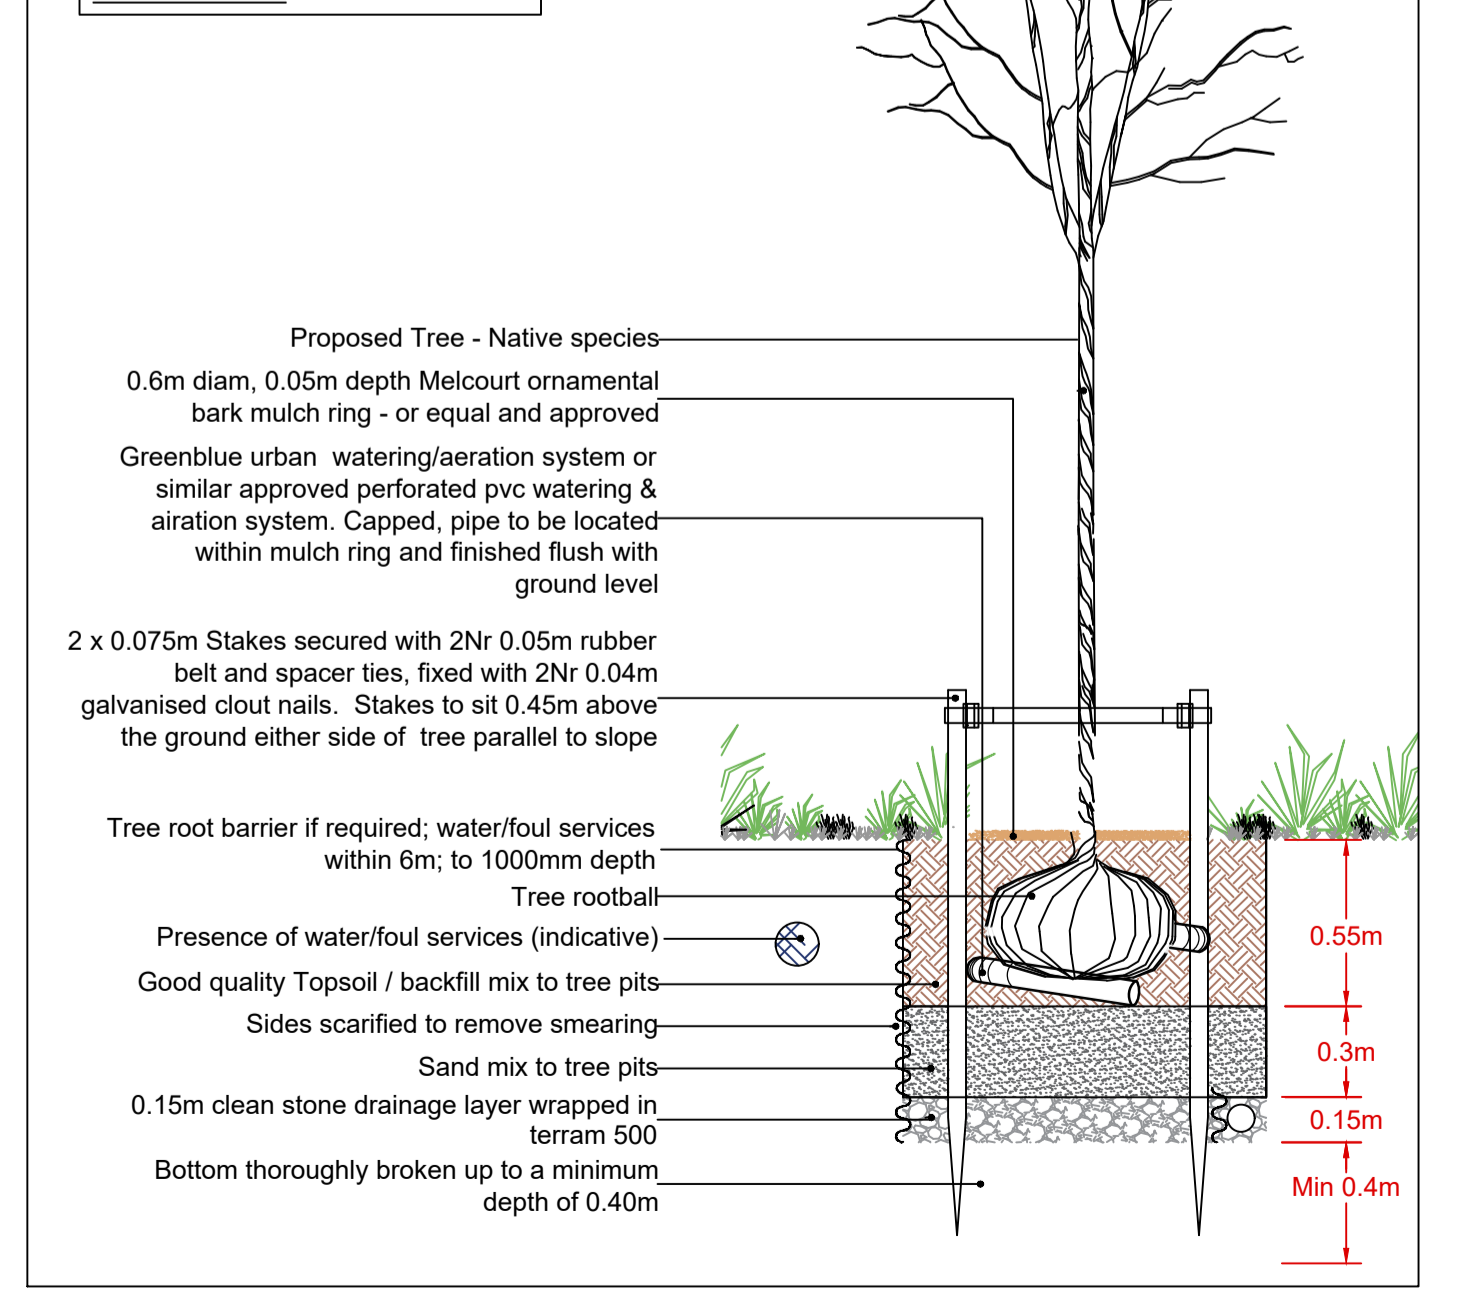 Proposed Tree - Native species
0.6m diam, 0.05m depth Melcourt ornamental
bark mulch ring - or equal and approved
Greenblue urban  watering/aeration system or
similar approved perforated pvc watering &
airation system. Capped, pipe to be located
within mulch ring and finished flush with
ground level
2 x 0.075m Stakes secured with 2Nr 0.05m rubber
belt and spacer ties, fixed with 2Nr 0.04m
galvanised clout nails.  Stakes to sit 0.45m above
the ground either side of  tree parallel to slope
Tree root barrier if required; water/foul services
within 6m; to 1000mm depth
Tree rootball
Presence of water/foul services (indicative)
Good quality Topsoil / backfill mix to tree pits
Sides scarified to remove smearing
Sand mix to tree pits
0.15m clean stone drainage layer wrapped in
terram 500
Bottom thoroughly broken up to a minimum
depth of 0.40m
0.55m
0.3m
0.15m
Min 0.4m